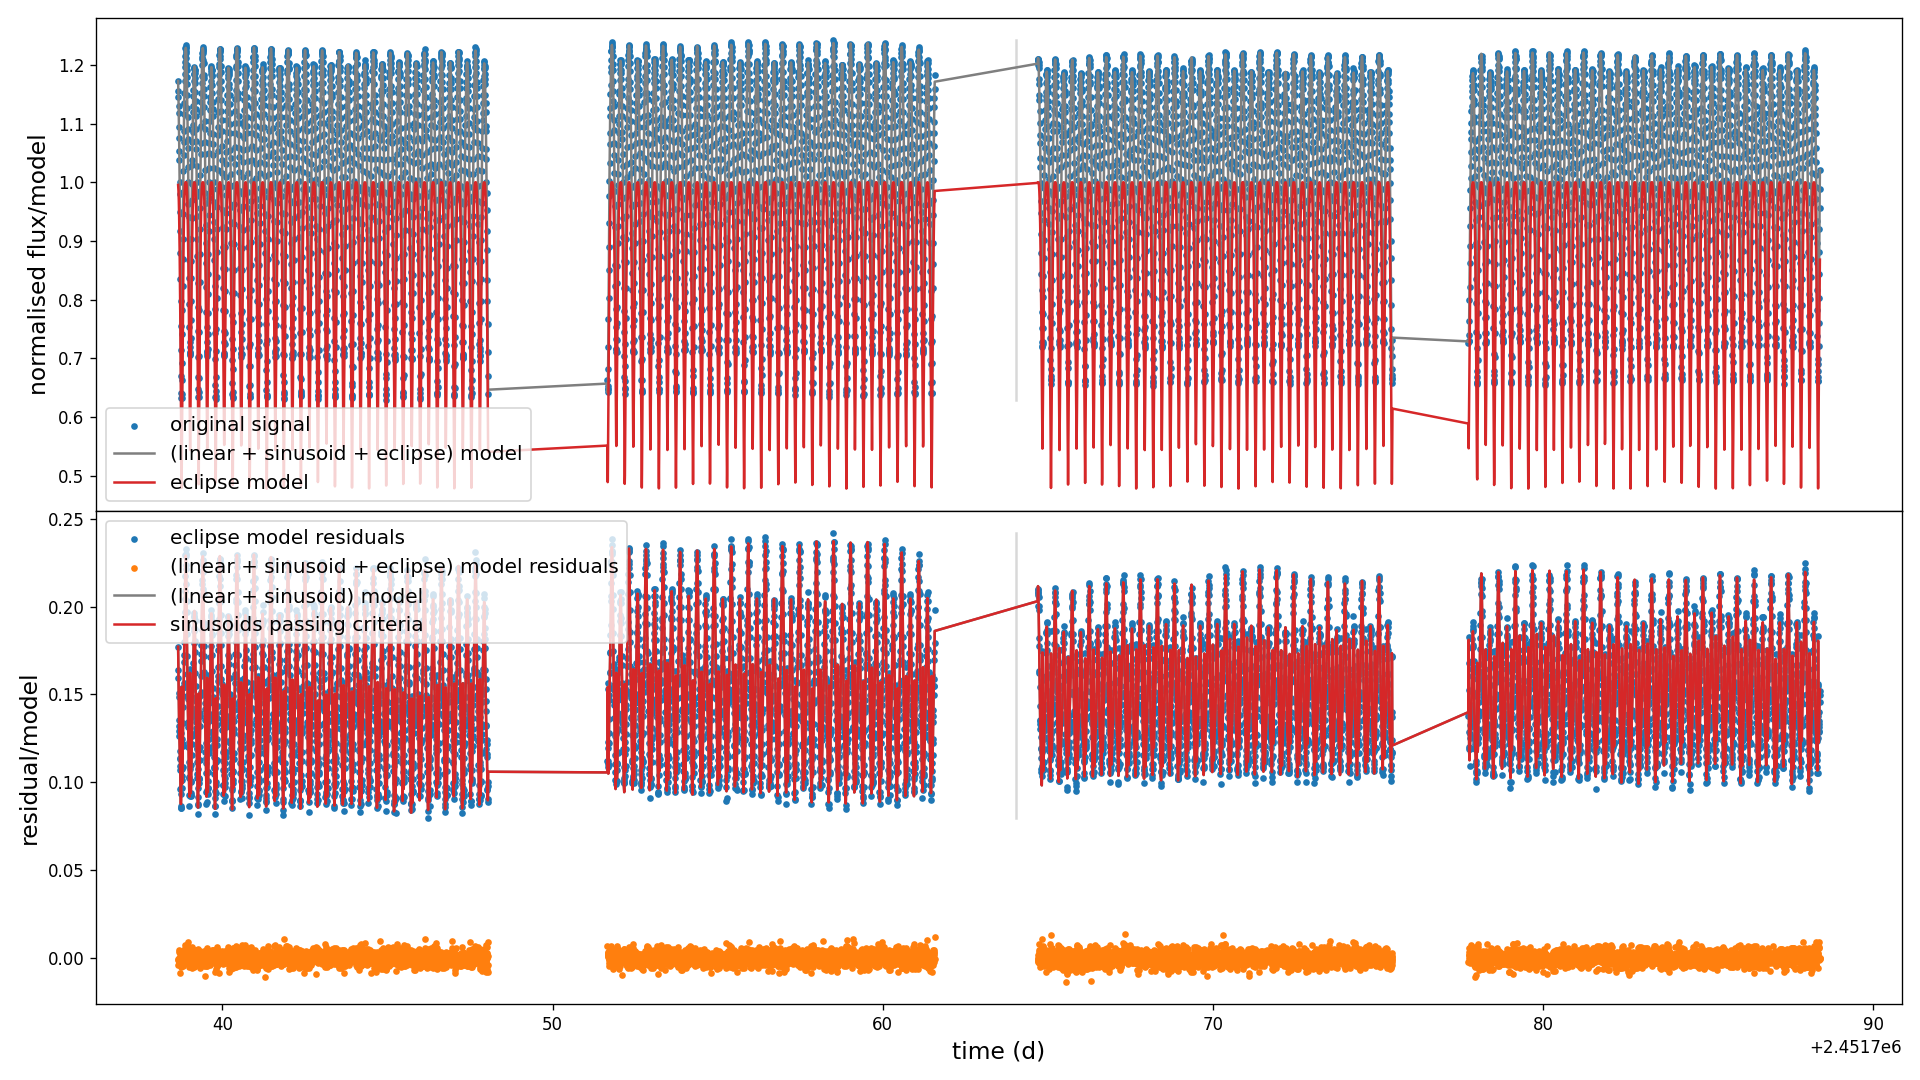 1.2
1.1
1.0
0.9
0.8
0.7
0.6
0.5
normalised flux/model
original signal
(linear + sinusoid + eclipse) model
eclipse model
0.25
0.20
0.15
0.10
0.05
0.00
residual/model
eclipse model residuals
(linear + sinusoid + eclipse) model residuals
(linear + sinusoid) model
sinusoids passing criteria
40
50
60
70
80
90
time (d)
+2.4517e6